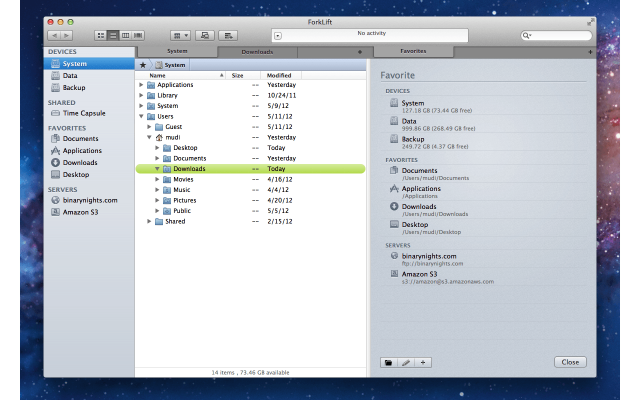 ForkLift
No activity
System
Downloads
Favorites
DEVICES
System
Data
Backup
SHARED
Time Capsule
FAVORITES
Documents
Applications
Downloads
Desktop
SERVERS
binarynights.com
Amazon S3
System
Name Size Modified
Applications -- Yesterday
Library -- 10/24/11
System -- 5/9/12
Users -- 5/11/12
Guest -- 5/11/12
mudi -- Yesterday
Desktop -- Today
Documents -- Yesterday
Downloads -- Today
Movies -- 4/16/12
Music -- 4/4/12
Pictures -- 4/20/12
Public -- 5/5/12
Shared -- 2/15/12
14 items , 73.46 GB available
Favorite
DEVICES
System
127.18 GB (73.44 GB free)
Data
999.86 GB (268.49 GB free)
Backup
249.72 GB (4.37 GB free)
FAVORITES
Documents
/Users/mudi/Documents
Applications
/Applications
Downloads
/Users/mudi/Downloads
Desktop
/Users/mudi/Desktop
SERVERS
binarynights.com
ftp://binarynights.com
Amazon S3
s3://amazon@s3.amazonaws.com
Close